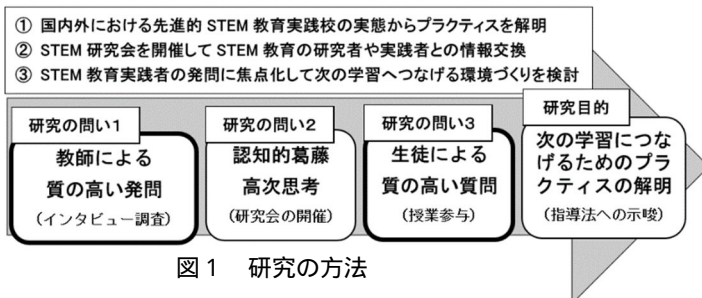 ① 国内外における先進的 STEM 教育実践校の実態からプラクティスを解明
② STEM 研究会を開催して STEM 教育の研究者や実践者との情報交換
③ STEM 教育実践者の発問に焦点化して次の学習へつなげる環境づくりを検討
研究の問い1
教師による
質の高い発問
(インタビュー調査)
研究の問い2
認知的葛藤
高次思考
(研究会の開催)
研究の問い3
生徒による
質の高い質問
(授業参与)
研究目的
次の学習につな
げるためのプラ
クティスの解明
(指導法への示唆)
図1 研究の方法